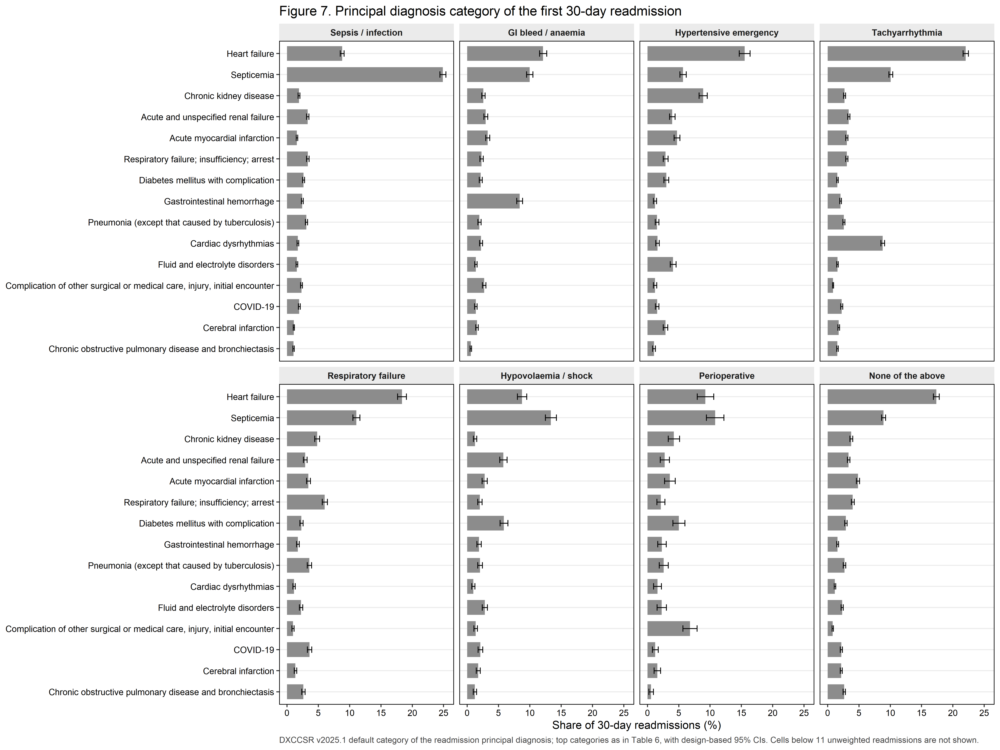 Figure 7. Principal diagnosis category of the first 30-day readmission
Sepsis / infection
GI bleed / anaemia
Hypertensive emergency
Tachyarrhythmia
Heart failure
Septicemia
Chronic kidney disease
Acute and unspecified renal failure
Acute myocardial infarction
Respiratory failure; insufficiency; arrest
Diabetes mellitus with complication
Gastrointestinal hemorrhage
Pneumonia (except that caused by tuberculosis)
Cardiac dysrhythmias
Fluid and electrolyte disorders
Complication of other surgical or medical care, injury, initial encounter
COVID-19
Cerebral infarction
Chronic obstructive pulmonary disease and bronchiectasis
Respiratory failure
Hypovolaemia / shock
Perioperative
None of the above
Heart failure
Septicemia
Chronic kidney disease
Acute and unspecified renal failure
Acute myocardial infarction
Respiratory failure; insufficiency; arrest
Diabetes mellitus with complication
Gastrointestinal hemorrhage
Pneumonia (except that caused by tuberculosis)
Cardiac dysrhythmias
Fluid and electrolyte disorders
Complication of other surgical or medical care, injury, initial encounter
COVID-19
Cerebral infarction
Chronic obstructive pulmonary disease and bronchiectasis
0 5 10 15 20 25
0 5 10 15 20 25
0 5 10 15 20 25
0 5 10 15 20 25
Share of 30-day readmissions (%)
DXCCSR v2025.1 default category of the readmission principal diagnosis; top categories as in Table 6, with design-based 95% CIs. Cells below 11 unweighted readmissions are not shown.